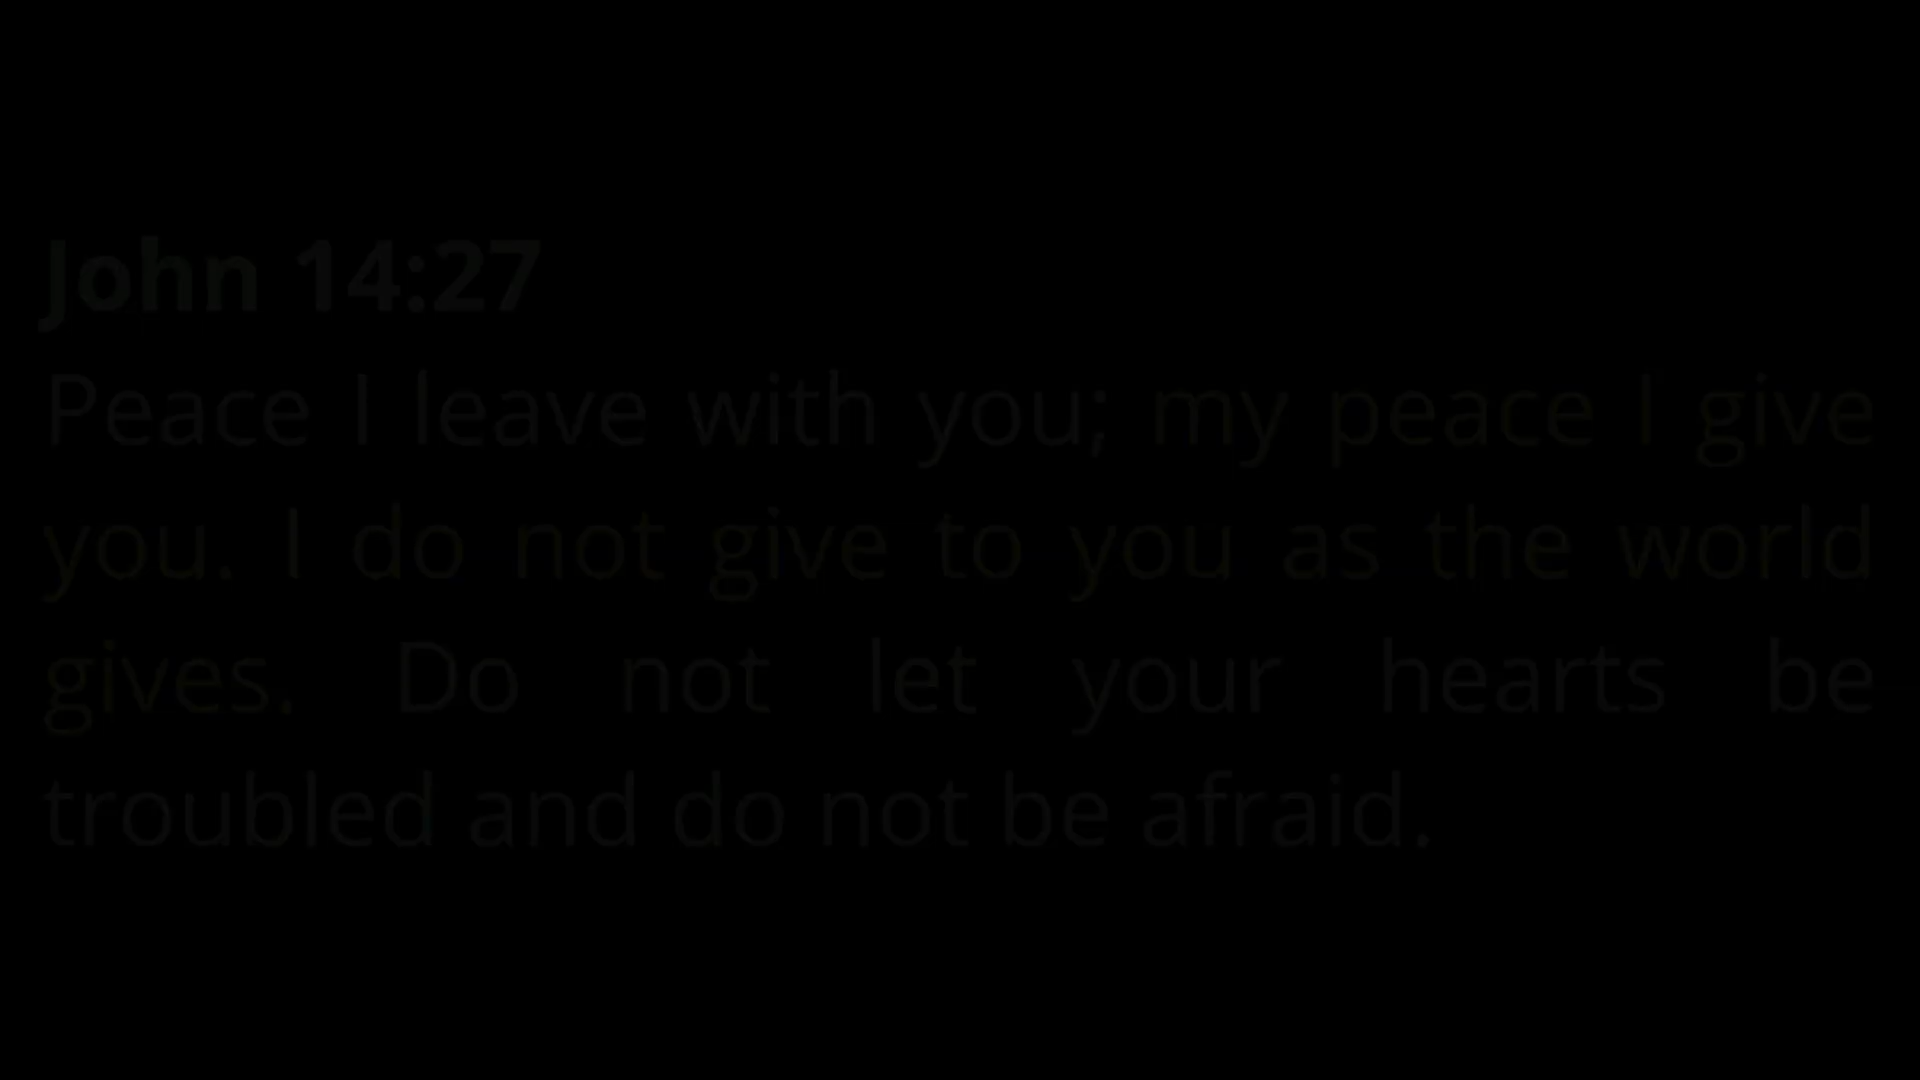 John 14:27
Peace I leave with you; my peace I give
you. I do not give to you as the world
gives. Do not let your hearts be
troubled and do not be afraid.